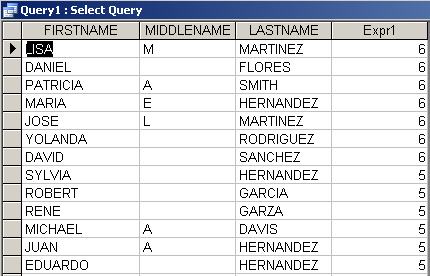 Query1 : Select Query
FIRSTNAME MIDDLENAME LASTNAME Expr1
LISA M MARTINEZ 6
DANIEL FLORES 6
PATRICIA A SMITH 6
MARIA E HERNANDEZ 6
JOSE L MARTINEZ 6
YOLANDA RODRIGUEZ 6
DAVID SANCHEZ 6
SYLVIA HERNANDEZ 5
ROBERT GARCIA 5
RENE GARZA 5
MICHAEL A DAVIS 5
JUAN A HERNANDEZ 5
EDUARDO HERNANDEZ 5